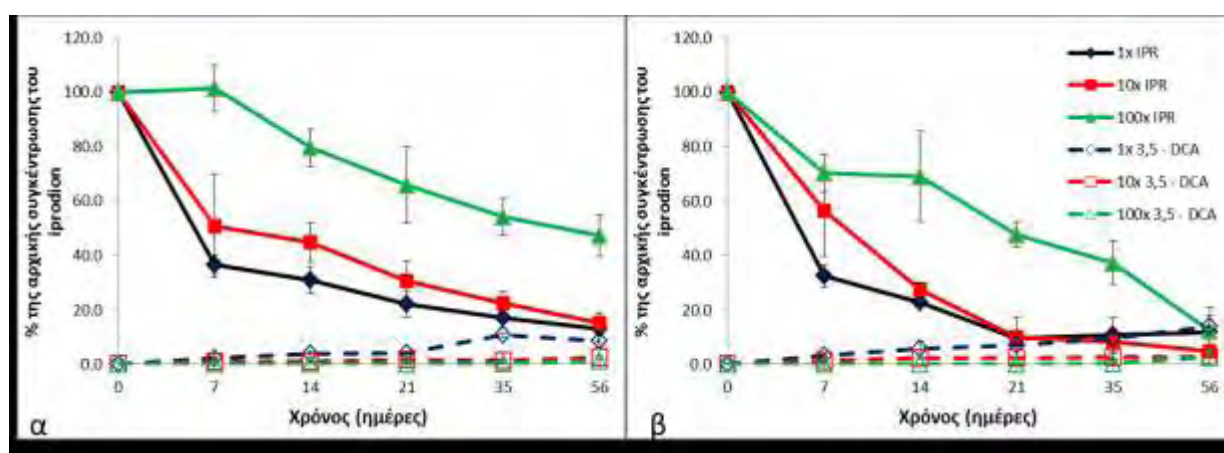 % της αρχικής συγκέντρωσης του
iprodion
120.0
100.0
80.0
60.0
40.0
20.0
0.0
0 7 14 21 35 56
Χρόνος (ημέρες)
α
% της αρχικής συγκέντρωσης του
iprodion
120.0
100.0
80.0
60.0
40.0
20.0
0.0
0 7 14 21 35 56
Χρόνος (ημέρες)
β
1x IPR
10x IPR
100x IPR
1x 3,5 - DCA
10x 3,5 - DCA
100x 3,5 - DCA